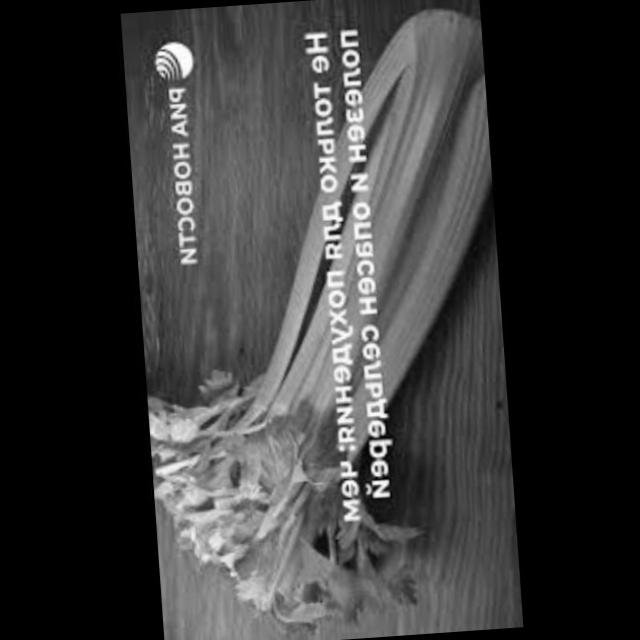 РИА НОВОСТИ
Не только для похудения: чем
полезен и опасен сельдерей